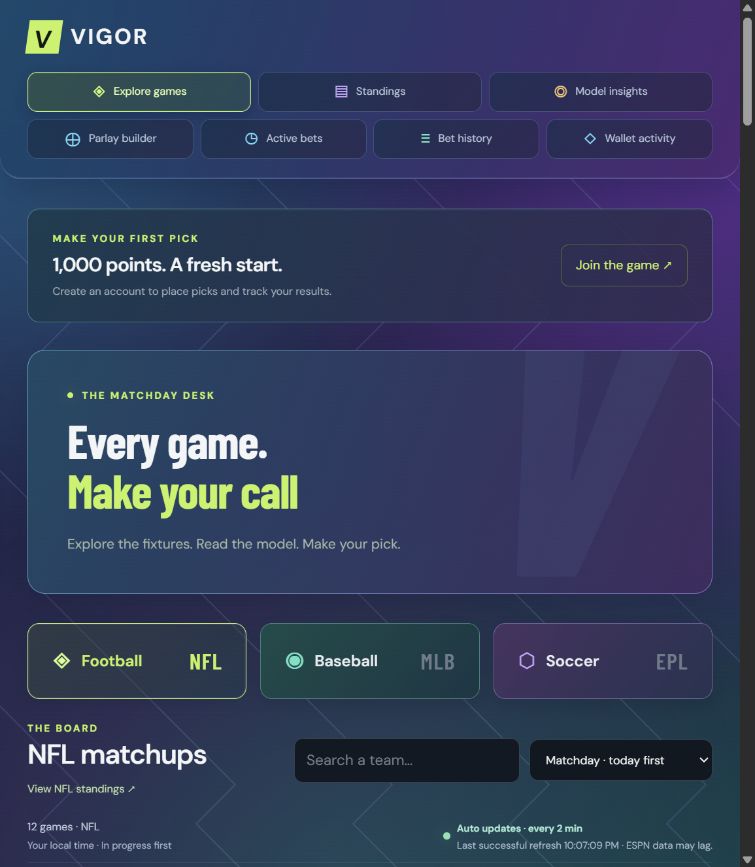 V VIGOR
Explore games
Standings
Model insights
Parlay builder
Active bets
Bet history
Wallet activity
MAKE YOUR FIRST PICK
1,000 points. A fresh start.
Create an account to place picks and track your results.
Join the game ↗
THE MATCHDAY DESK
Every game.
Make your call
Explore the fixtures. Read the model. Make your pick.
V
Football NFL
Baseball MLB
Soccer EPL
THE BOARD
NFL matchups
Search a team...
Matchday · today first
View NFL standings ↗
12 games · NFL
Your local time · In progress first
Auto updates · every 2 min
Last successful refresh 10:07:09 PM · ESPN data may lag.